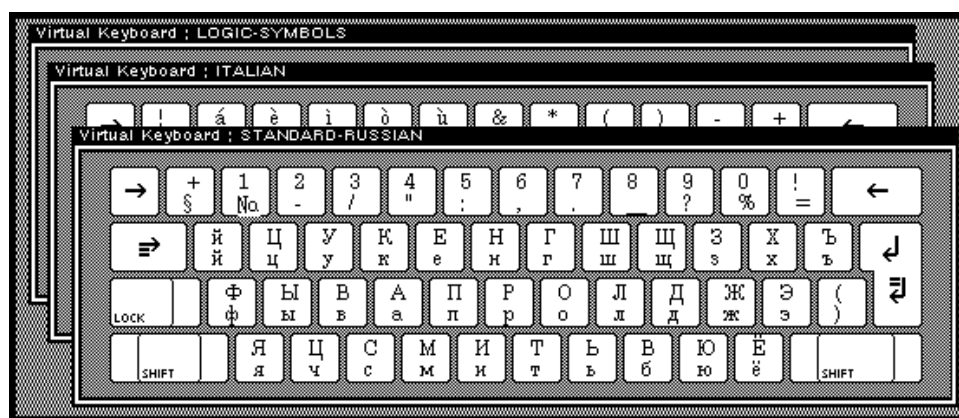 Virtual Keyboard ; LOGIC-SYMBOLS
Virtual Keyboard ; ITALIAN
→ ¦ á è ì ò ù & * ( ) - + ←
Virtual Keyboard ; STANDARD-RUSSIAN
→ + 1 2 3 4 5 6 7 8 9 0 ! ←
§ № - / " : , . _ ? % =
й Ц У К Е Н Г Ш Щ З Х Ъ
й ц у к е н г ш щ з х ъ
Ф Ы В А П Р О Л Д Ж Э (
LOCK ф ы в а п р о л д ж э )
Я Ц С М И Т Ь В Ю Ё
SHIFT я ч с м и т ь б ю ё SHIFT